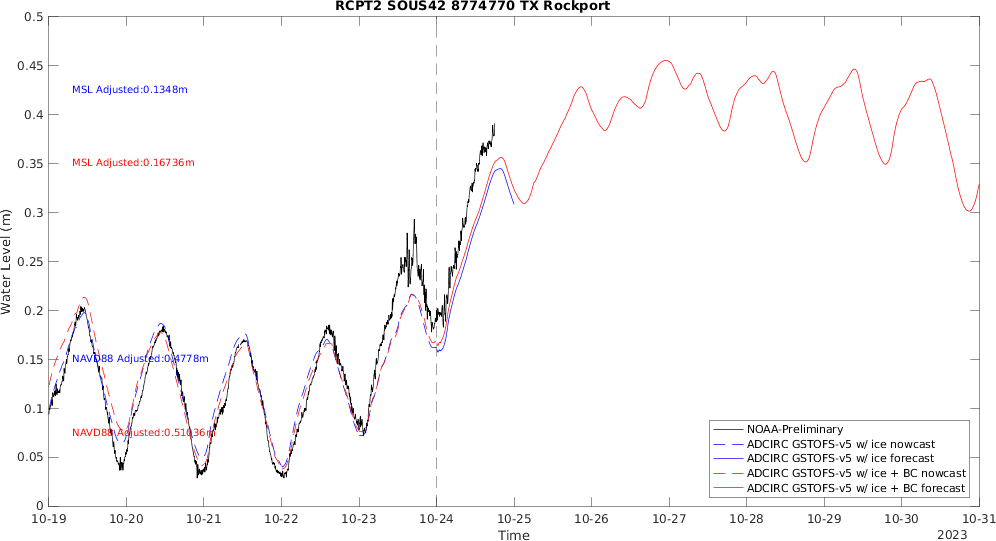 RCPT2 SOUS42 8774770 TX Rockport
0.5
0.45
0.4
0.35
0.3
0.25
0.2
0.15
0.1
0.05
0
Water Level (m)
MSL Adjusted:0.1348m
MSL Adjusted:0.16736m
NAVD88 Adjusted:0.4778m
NAVD88 Adjusted:0.51036m
NOAA-Preliminary
ADCIRC GSTOFS-v5 w/ ice nowcast
ADCIRC GSTOFS-v5 w/ ice forecast
ADCIRC GSTOFS-v5 w/ ice + BC nowcast
ADCIRC GSTOFS-v5 w/ ice + BC forecast
10-19 10-20 10-21 10-22 10-23 10-24 10-25 10-26 10-27 10-28 10-29 10-30 10-31
Time
2023